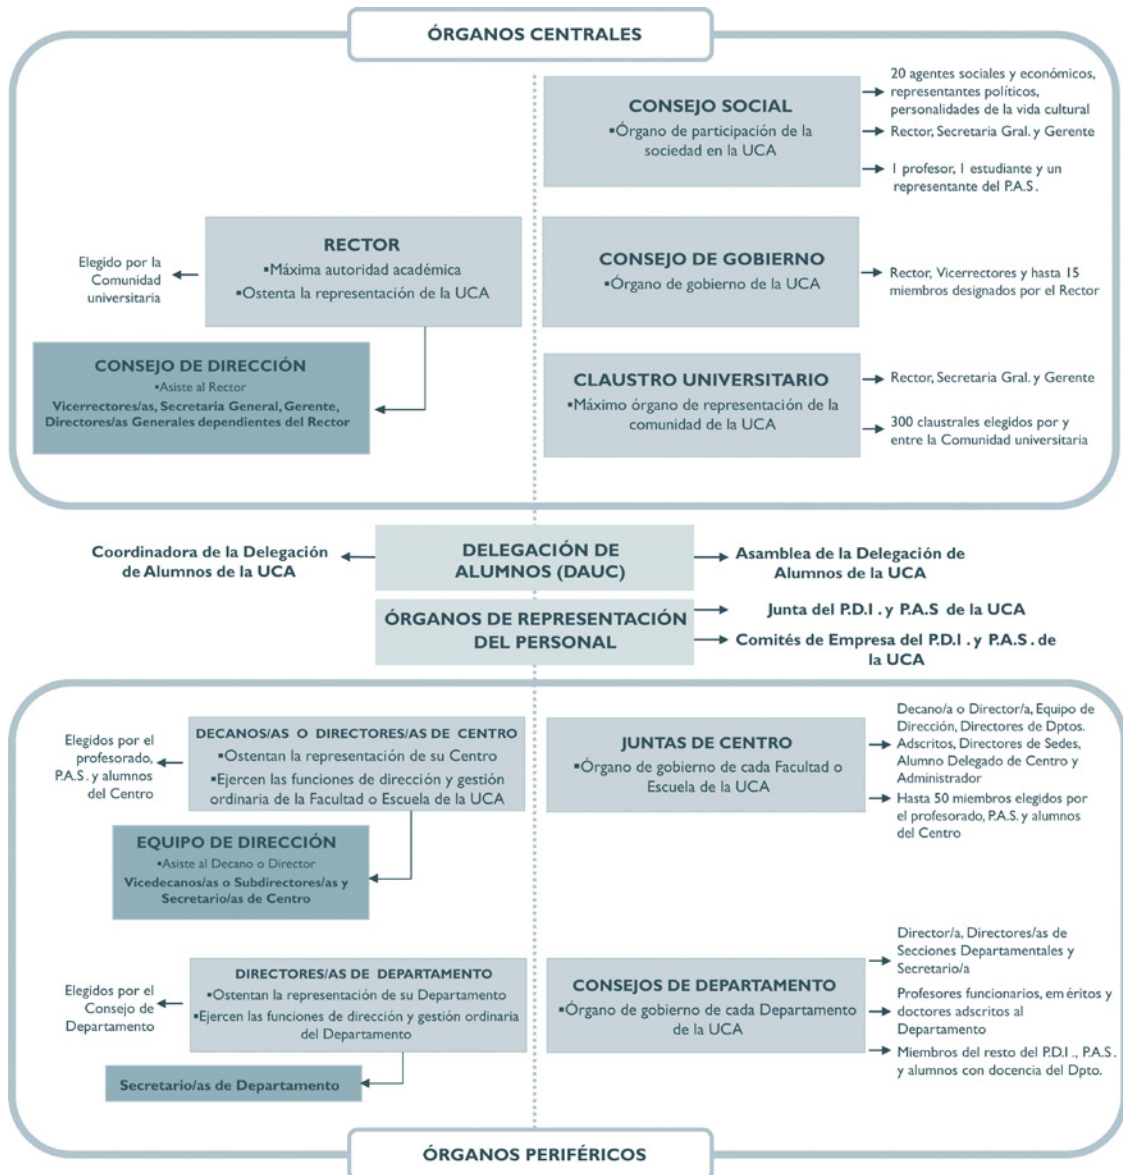 ÓRGANOS CENTRALES
CONSEJO SOCIAL
▪Órgano de participación de la
sociedad en la UCA
20 agentes sociales y económicos,
representantes políticos,
personalidades de la vida cultural
Rector, Secretaria Gral. y Gerente
1 profesor, 1 estudiante y un
representante del P.A.S.
Elegido por la
Comunidad
universitaria
RECTOR
▪Máxima autoridad académica
▪Ostenta la representación de la UCA
CONSEJO DE GOBIERNO
▪Órgano de gobierno de la UCA
Rector, Vicerrectores y hasta 15
miembros designados por el Rector
CONSEJO DE DIRECCIÓN
▪Asiste al Rector
Vicerrectores/as, Secretaria General, Gerente,
Directores/as Generales dependientes del Rector
CLAUSTRO UNIVERSITARIO
▪Máximo órgano de representación de la
comunidad de la UCA
Rector, Secretaria Gral. y Gerente
300 claustrales elegidos por y
entre la Comunidad universitaria
Coordinadora de la Delegación
de Alumnos de la UCA
DELEGACIÓN DE
ALUMNOS (DAUC)
Asamblea de la Delegación de
Alumnos de la UCA
ÓRGANOS DE REPRESENTACIÓN
DEL PERSONAL
Junta del P.D.I. y P.A.S de la UCA
Comités de Empresa del P.D.I. y P.A.S. de
la UCA
Elegidos por el
profesorado,
P.A.S. y alumnos
del Centro
DECANOS/AS O DIRECTORES/AS DE CENTRO
▪Ostentan la representación de su Centro
▪Ejercen las funciones de dirección y gestión
ordinaria de la Facultad o Escuela de la UCA
JUNTAS DE CENTRO
▪Órgano de gobierno de cada Facultad o
Escuela de la UCA
Decano/a o Director/a, Equipo de
Dirección, Directores de Dptos.
Adscritos, Directores de Sedes,
Alumno Delegado de Centro y
Administrador
Hasta 50 miembros elegidos por
el profesorado, P.A.S. y alumnos
del Centro
EQUIPO DE DIRECCIÓN
▪Asiste al Decano o Director
Vicedecanos/as o Subdirectores/as y
Secretario/as de Centro
Elegidos por el
Consejo de
Departamento
DIRECTORES/AS DE DEPARTAMENTO
▪Ostentan la representación de su Departamento
▪Ejercen las funciones de dirección y gestión ordinaria
del Departamento
CONSEJOS DE DEPARTAMENTO
▪Órgano de gobierno de cada Departamento
de la UCA
Director/a, Directores/as de
Secciones Departamentales y
Secretario/a
Profesores funcionarios, eméritos y
doctores adscritos al
Departamento
Miembros del resto del P.D.I., P.A.S.
y alumnos con docencia del Dpto.
Secretario/as de Departamento
ÓRGANOS PERIFÉRICOS